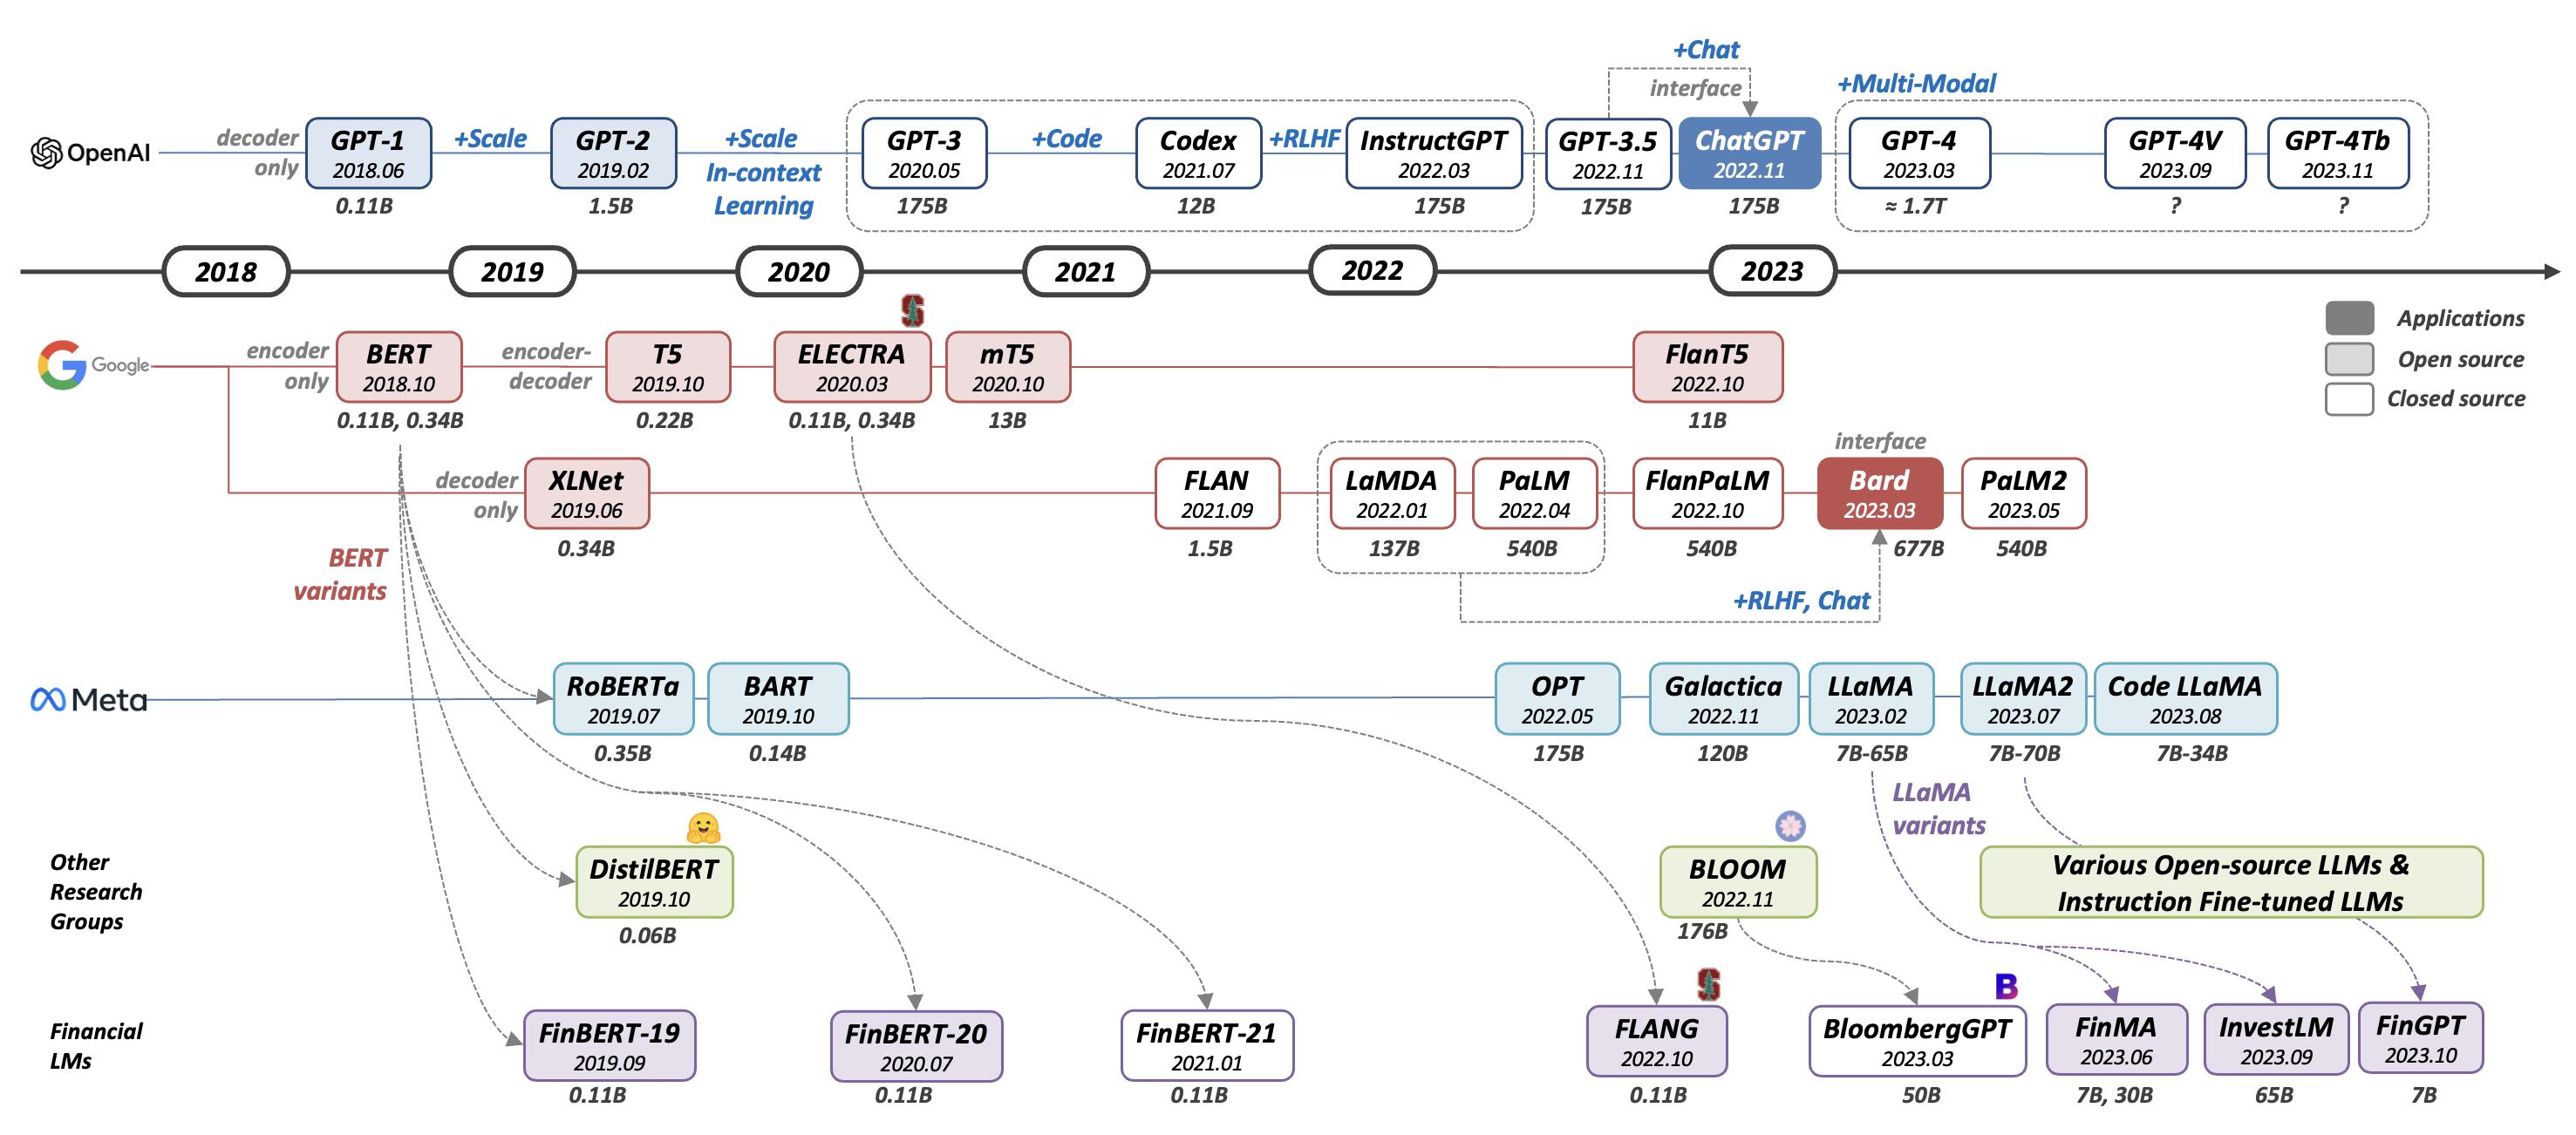 +Chat
interface
+Multi-Modal
OpenAI
decoder
only
GPT-1
2018.06
0.11B
+Scale
GPT-2
2019.02
1.5B
+Scale
In-context
Learning
GPT-3
2020.05
175B
+Code
Codex
2021.07
12B
+RLHF
InstructGPT
2022.03
175B
GPT-3.5
2022.11
175B
ChatGPT
2022.11
175B
GPT-4
2023.03
≈ 1.7T
GPT-4V
2023.09
?
GPT-4Tb
2023.11
?
2018
2019
2020
2021
2022
2023
Applications
Open source
Closed source
Google
encoder
only
BERT
2018.10
0.11B, 0.34B
encoder-
decoder
T5
2019.10
0.22B
ELECTRA
2020.03
0.11B, 0.34B
mT5
2020.10
13B
FlanT5
2022.10
11B
decoder
only
XLNet
2019.06
0.34B
FLAN
2021.09
1.5B
LaMDA
2022.01
137B
PaLM
2022.04
540B
FlanPaLM
2022.10
540B
interface
Bard
2023.03
677B
PaLM2
2023.05
540B
+RLHF, Chat
BERT
variants
Meta
RoBERTa
2019.07
0.35B
BART
2019.10
0.14B
OPT
2022.05
175B
Galactica
2022.11
120B
LLaMA
2023.02
7B-65B
LLaMA2
2023.07
7B-70B
Code LLaMA
2023.08
7B-34B
LLaMA
variants
Other
Research
Groups
DistilBERT
2019.10
0.06B
BLOOM
2022.11
176B
Various Open-source LLMs &
Instruction Fine-tuned LLMs
Financial
LMs
FinBERT-19
2019.09
0.11B
FinBERT-20
2020.07
0.11B
FinBERT-21
2021.01
0.11B
S
FLANG
2022.10
0.11B
B
BloombergGPT
2023.03
50B
FinMA
2023.06
7B, 30B
InvestLM
2023.09
65B
FinGPT
2023.10
7B